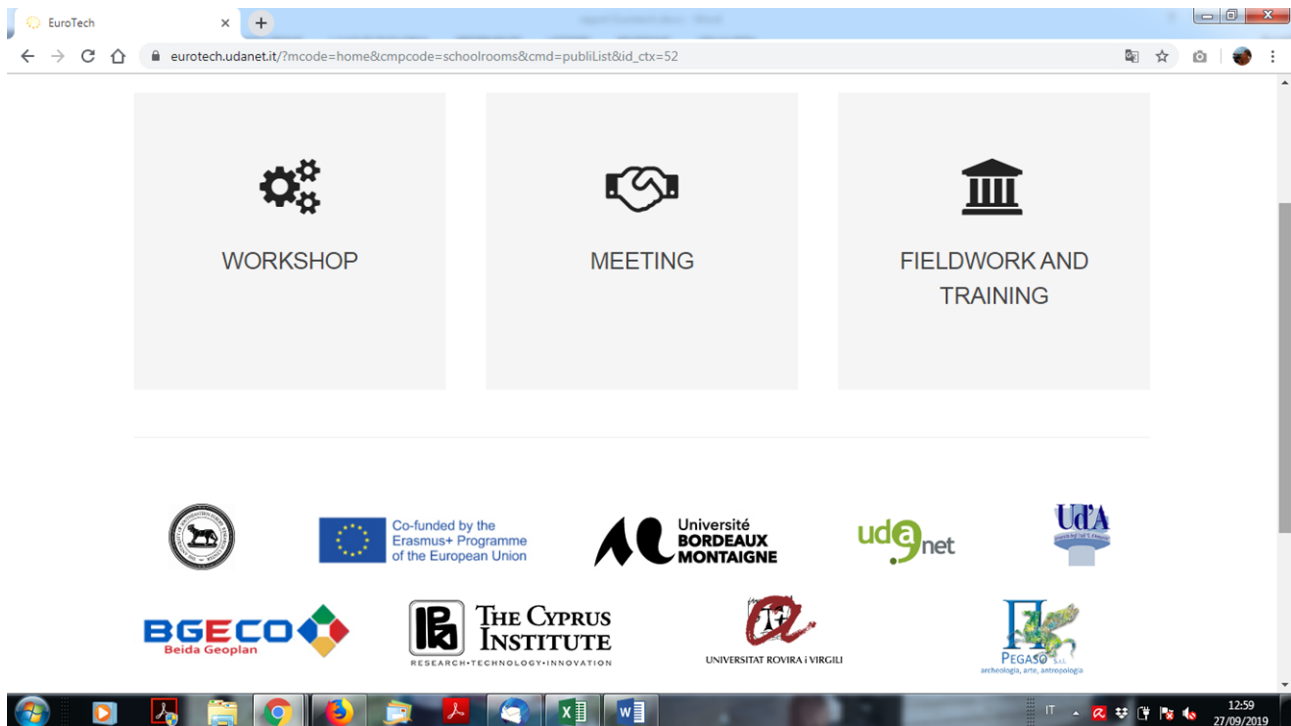 EuroTech
eurotech.udanet.it/?mcode=home&cmpcode=schoolrooms&cmd=publiList&id_ctx=52
WORKSHOP
MEETING
FIELDWORK AND
TRAINING
Co-funded by the
Erasmus+ Programme
of the European Union
Université
BORDEAUX
MONTAIGNE
udanet
Ud'A
BGECO
Beida Geoplan
THE CYPRUS
INSTITUTE
RESEARCH•TECHNOLOGY•INNOVATION
UNIVERSITAT ROVIRA i VIRGILI
PEGASO s.r.l.
archeologia, arte, antropologia
IT
12:59
27/09/2019